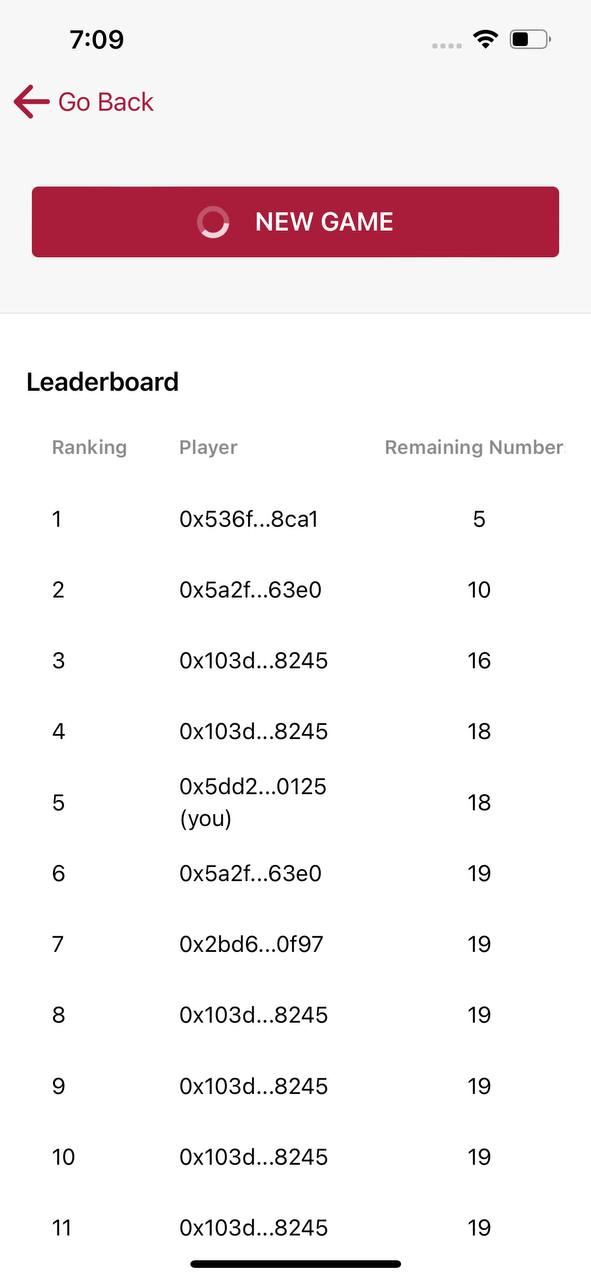 7:09
Go Back
NEW GAME
Leaderboard
Ranking Player Remaining Number
1 0x536f...8ca1 5
2 0x5a2f...63e0 10
3 0x103d...8245 16
4 0x103d...8245 18
5 0x5dd2...0125 (you) 18
6 0x5a2f...63e0 19
7 0x2bd6...0f97 19
8 0x103d...8245 19
9 0x103d...8245 19
10 0x103d...8245 19
11 0x103d...8245 19